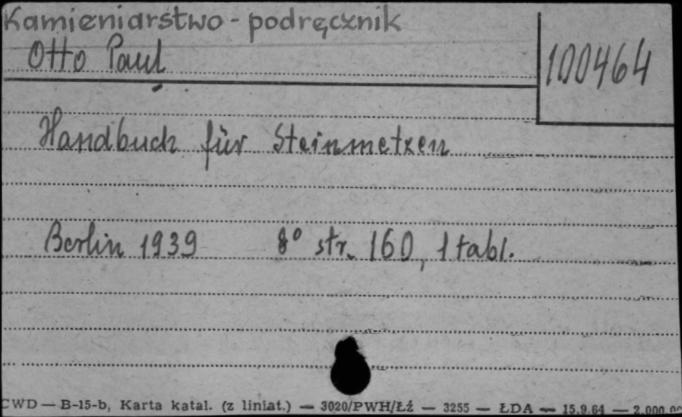 Kamieniarstwo - podręcznik
Otto Paul
100464
Handbuch für Steinmetzen
Berlin 1939 8° str. 160, 1 tabl.
CWD — B-15-b, Karta katal. (z liniat.) — 3020/PWH/Łź — 3255 — ŁDA — 15.9.64 — 2.000.00